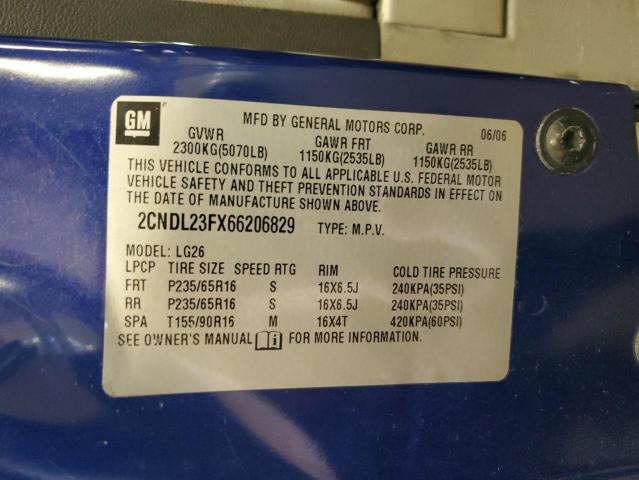 GM
MFD BY GENERAL MOTORS CORP. 06/06
GVWR GAWR FRT GAWR RR
2300KG(5070LB) 1150KG(2535LB) 1150KG(2535LB)
THIS VEHICLE CONFORMS TO ALL APPLICABLE U.S. FEDERAL MOTOR
VEHICLE SAFETY AND THEFT PREVENTION STANDARDS IN EFFECT ON
THE DATE OF MANUFACTURE SHOWN ABOVE.
2CNDL23FX66206829 TYPE: M.P.V.
MODEL: LG26
LPCP TIRE SIZE SPEED RTG RIM COLD TIRE PRESSURE
FRT P235/65R16 S 16X6.5J 240KPA(35PSI)
RR P235/65R16 S 16X6.5J 240KPA(35PSI)
SPA T155/90R16 M 16X4T 420KPA(60PSI)
SEE OWNER'S MANUAL FOR MORE INFORMATION.